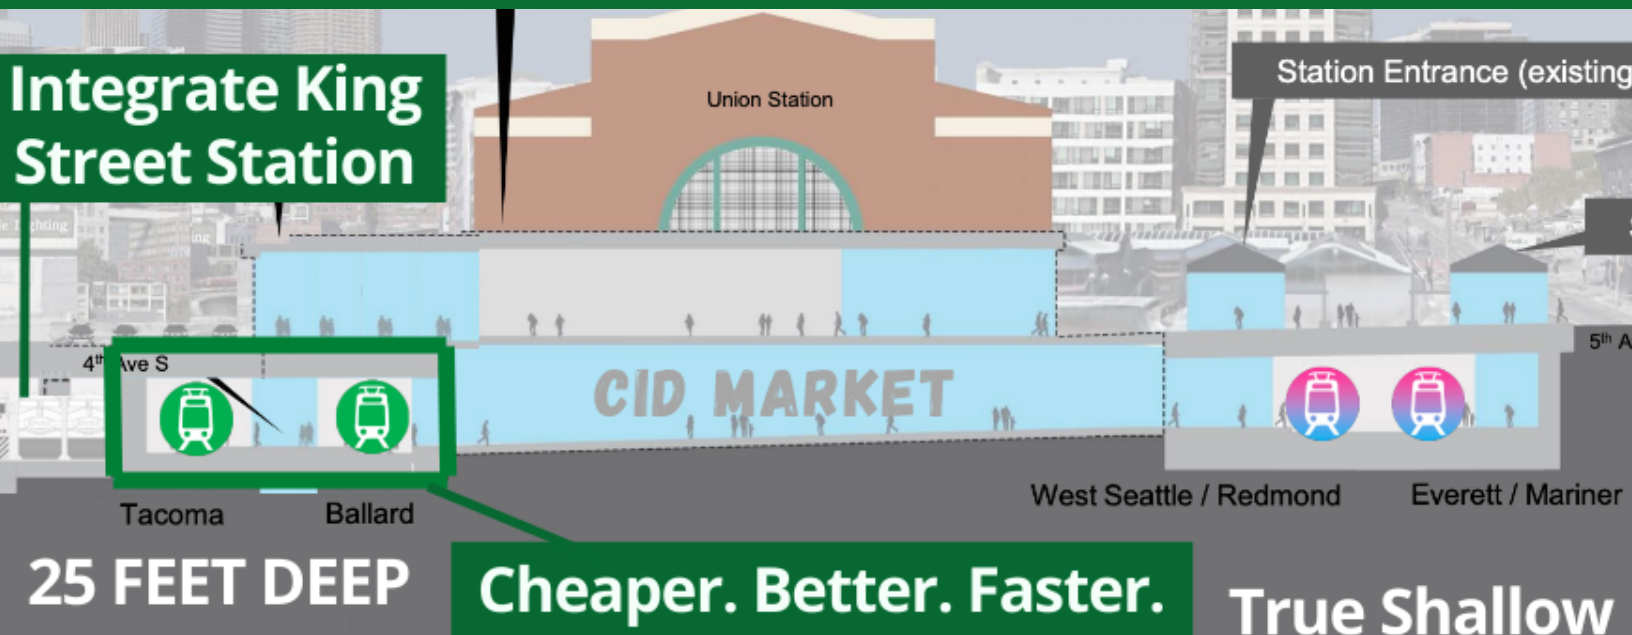 Integrate King
Street Station
Union Station
Station Entrance (existing
4th Ave S
5th A
CID MARKET
Tacoma
Ballard
West Seattle / Redmond
Everett / Mariner
25 FEET DEEP
Cheaper. Better. Faster.
True Shallow